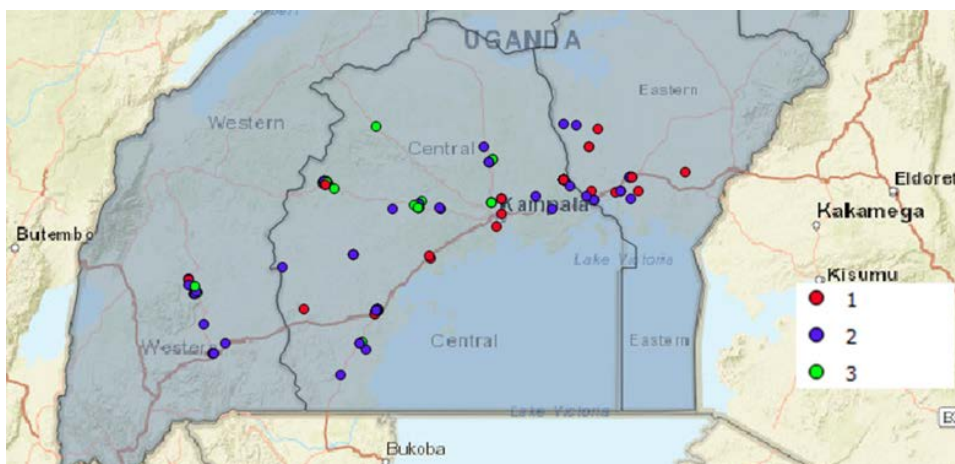 UGANDA
Eastern
Western
Central
Eldoret
Kampala
Kakamega
Butembo
Lake Victoria
Kisumu
1
2
Western
Central
Eastern
3
Lake Victoria
Bukoba